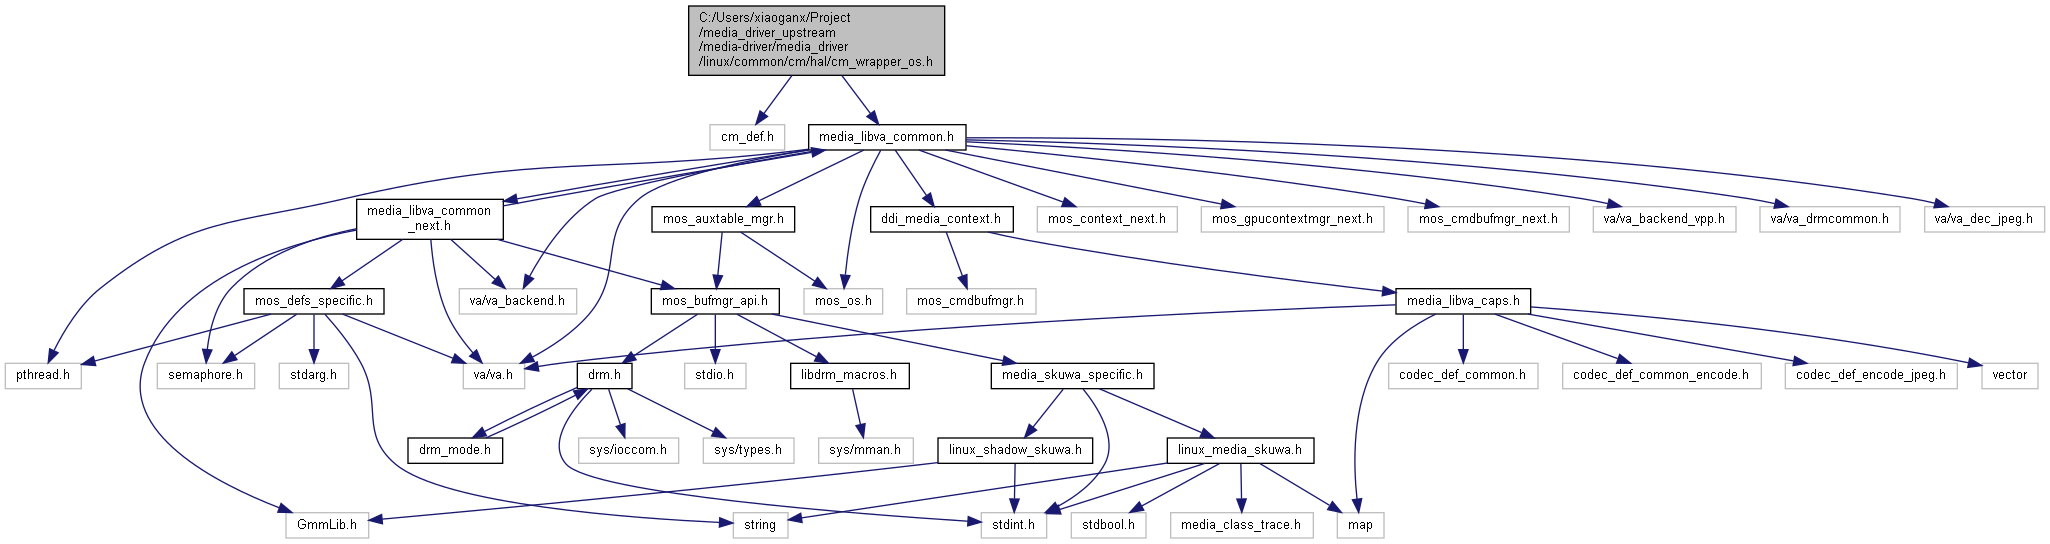 C:/Users/xiaoganx/Project
/media_driver_upstream
/media-driver/media_driver
/linux/common/cm/hal/cm_wrapper_os.h
cm_def.h
media_libva_common.h
media_libva_common
_next.h
mos_auxtable_mgr.h
ddi_media_context.h
mos_context_next.h
mos_gpucontextmgr_next.h
mos_cmdbufmgr_next.h
va/va_backend_vpp.h
va/va_drmcommon.h
va/va_dec_jpeg.h
mos_defs_specific.h
va/va_backend.h
mos_bufmgr_api.h
mos_os.h
mos_cmdbufmgr.h
media_libva_caps.h
pthread.h
semaphore.h
stdarg.h
va/va.h
drm.h
stdio.h
libdrm_macros.h
media_skuwa_specific.h
codec_def_common.h
codec_def_common_encode.h
codec_def_encode_jpeg.h
vector
drm_mode.h
sys/ioccom.h
sys/types.h
sys/mman.h
linux_shadow_skuwa.h
linux_media_skuwa.h
GmmLib.h
string
stdint.h
stdbool.h
media_class_trace.h
map